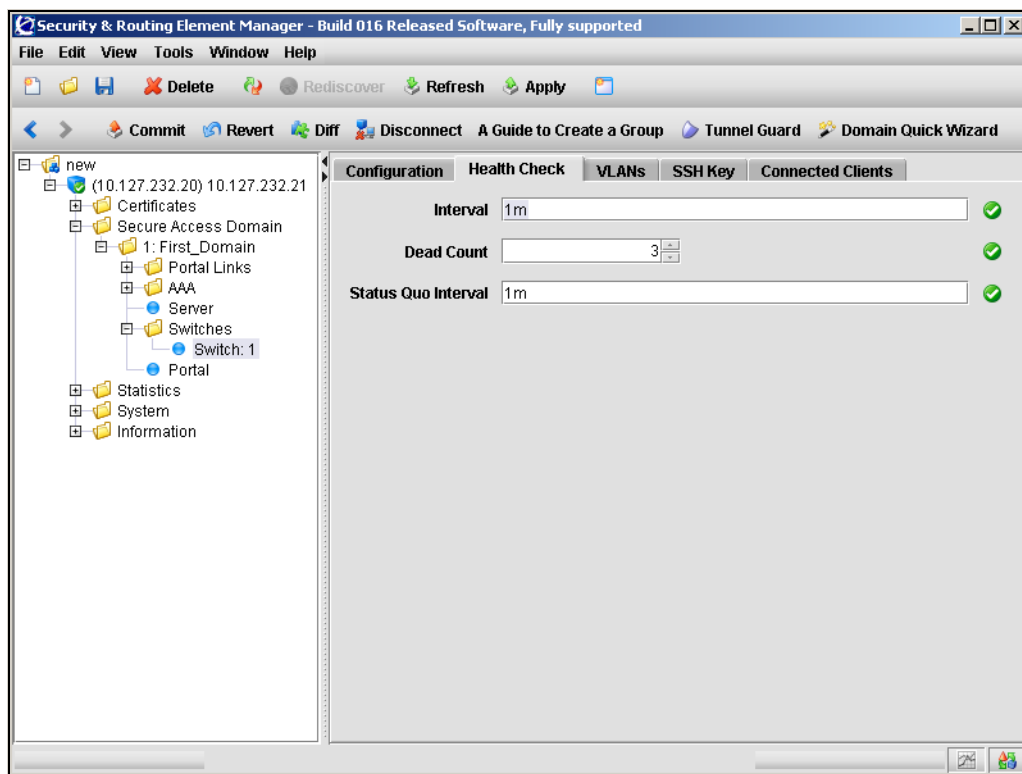 Security & Routing Element Manager - Build 016 Released Software, Fully supported
File Edit View Tools Window Help
Delete Rediscover Refresh Apply
Commit Revert Diff Disconnect A Guide to Create a Group Tunnel Guard Domain Quick Wizard
new
(10.127.232.20) 10.127.232.21
Certificates
Secure Access Domain
1: First_Domain
Portal Links
AAA
Server
Switches
Switch: 1
Portal
Statistics
System
Information
Configuration Health Check VLANs SSH Key Connected Clients
Interval 1m
Dead Count 3
Status Quo Interval 1m